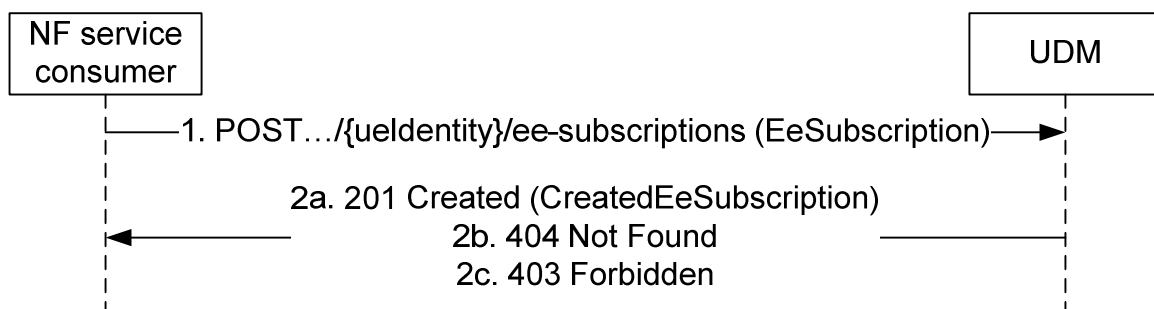 NF service
consumer
UDM
1. POST…/{ueIdentity}/ee-subscriptions (EeSubscription)
2a. 201 Created (CreatedEeSubscription)
2b. 404 Not Found
2c. 403 Forbidden